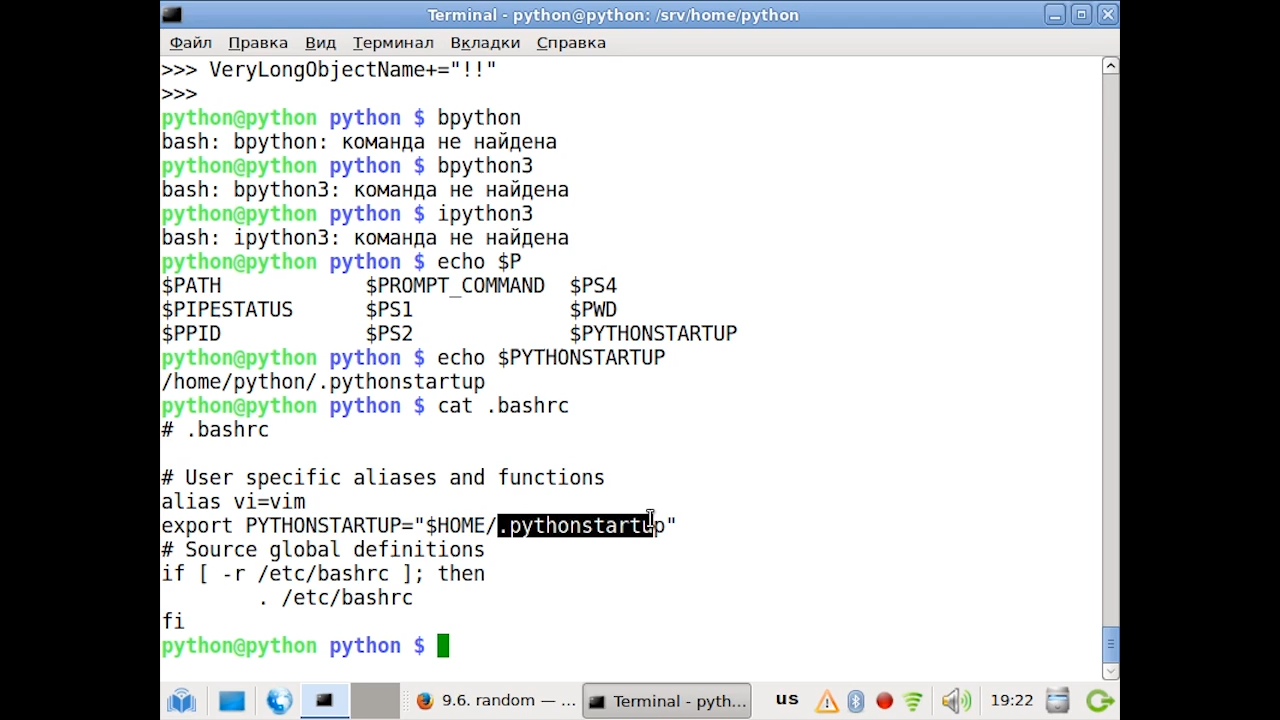 Terminal - python@python: /srv/home/python
Файл Правка Вид Терминал Вкладки Справка
>>> VeryLongObjectName+="!!"
>>>
python@python python $ bpython
bash: bpython: команда не найдена
python@python python $ bpython3
bash: bpython3: команда не найдена
python@python python $ ipython3
bash: ipython3: команда не найдена
python@python python $ echo $P
$PATH $PROMPT_COMMAND $PS4
$PIPESTATUS $PS1 $PWD
$PPID $PS2 $PYTHONSTARTUP
python@python python $ echo $PYTHONSTARTUP
/home/python/.pythonstartup
python@python python $ cat .bashrc
# .bashrc
# User specific aliases and functions
alias vi=vim
export PYTHONSTARTUP="$HOME/.pythonstartup"
# Source global definitions
if [ -r /etc/bashrc ]; then
. /etc/bashrc
fi
python@python python $
9.6. random — ... Terminal - pyth... us 19:22